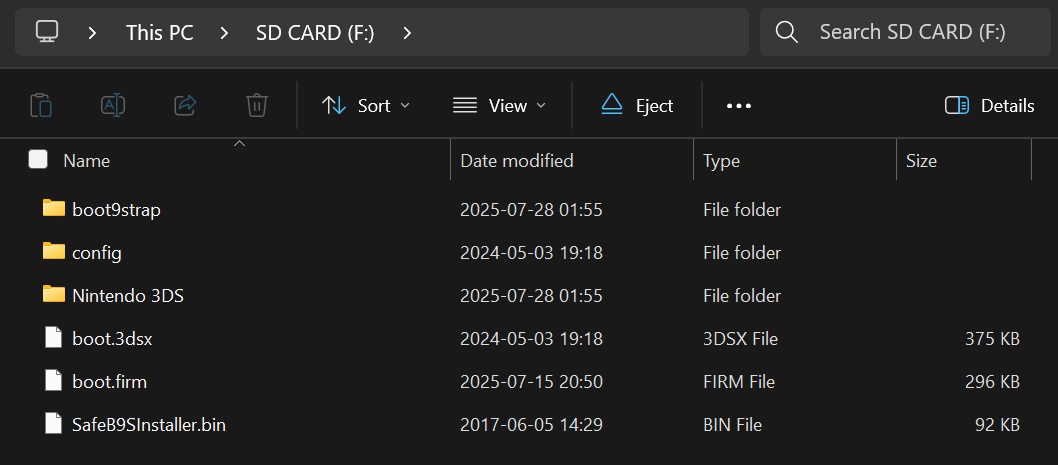 This PC > SD CARD (F:) > Search SD CARD (F:)
Sort View Eject Details
Name Date modified Type Size
boot9strap 2025-07-28 01:55 File folder
config 2024-05-03 19:18 File folder
Nintendo 3DS 2025-07-28 01:55 File folder
boot.3dsx 2024-05-03 19:18 3DSX File 375 KB
boot.firm 2025-07-15 20:50 FIRM File 296 KB
SafeB9SInstaller.bin 2017-06-05 14:29 BIN File 92 KB